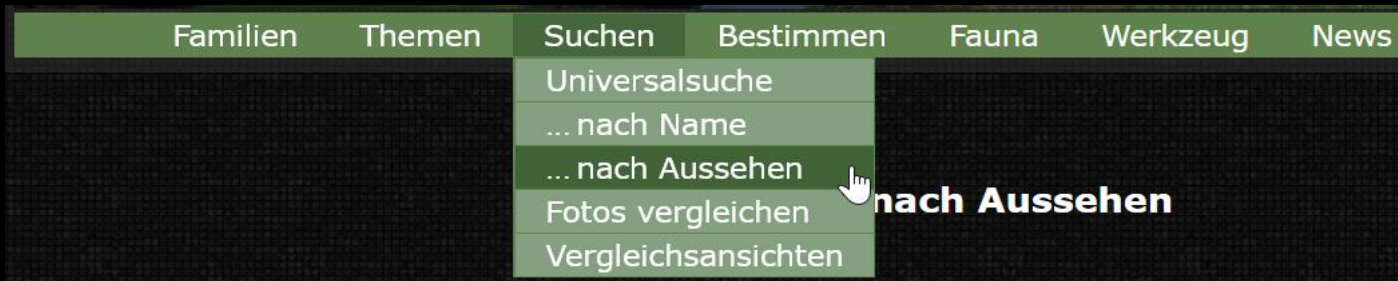 Familien Themen Suchen Bestimmen Fauna Werkzeug News
Universalsuche
... nach Name
... nach Aussehen
Fotos vergleichen
Vergleichsansichten
nach Aussehen